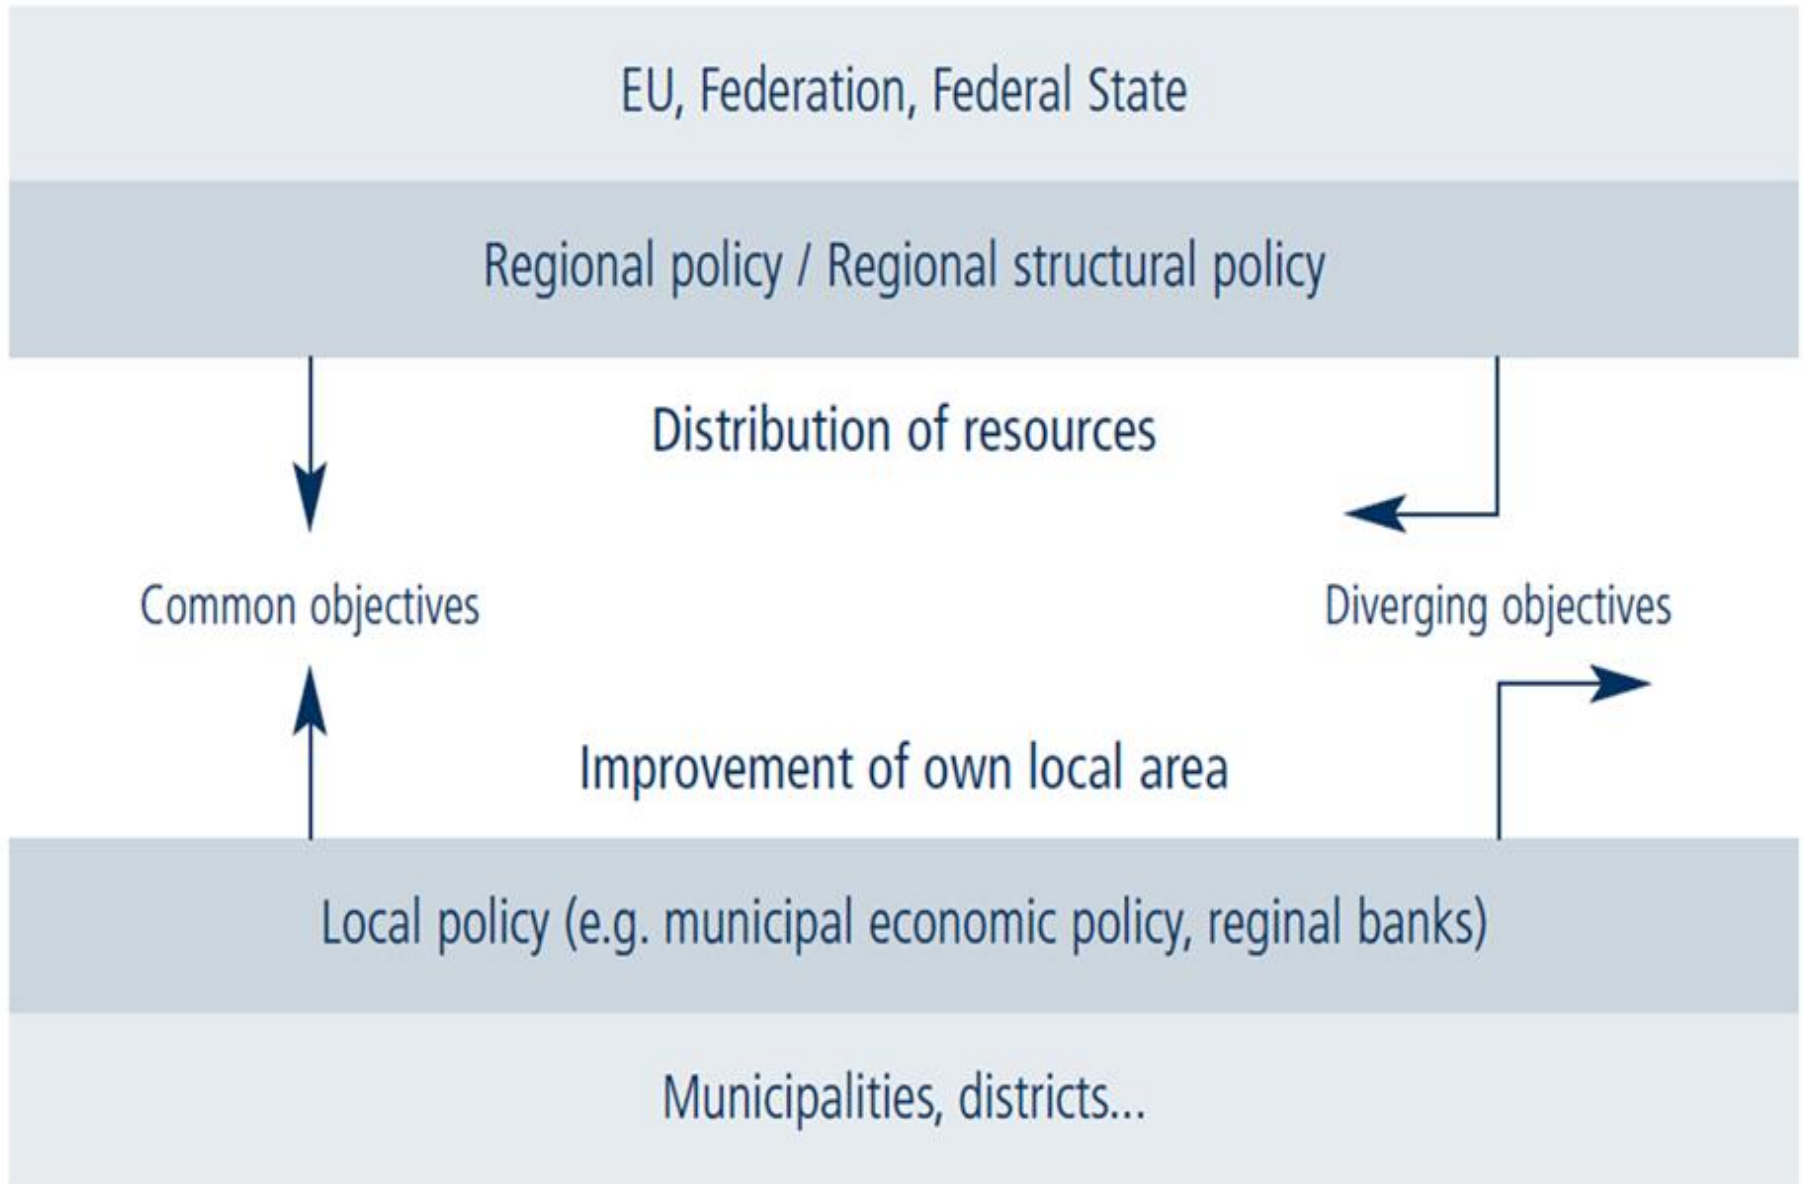 EU, Federation, Federal State
Regional policy / Regional structural policy
Distribution of resources
Common objectives
Diverging objectives
Improvement of own local area
Local policy (e.g. municipal economic policy, reginal banks)
Municipalities, districts...